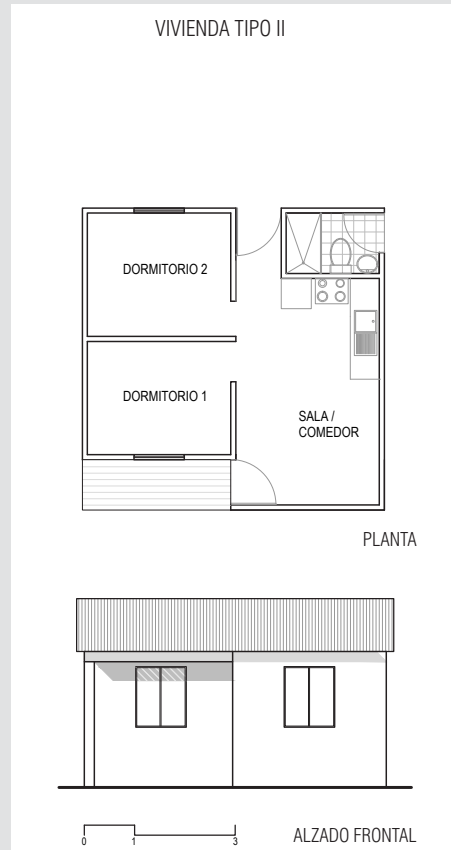 VIVIENDA TIPO II
DORMITORIO 2
DORMITORIO 1
SALA /
COMEDOR
PLANTA
0 1 3
ALZADO FRONTAL